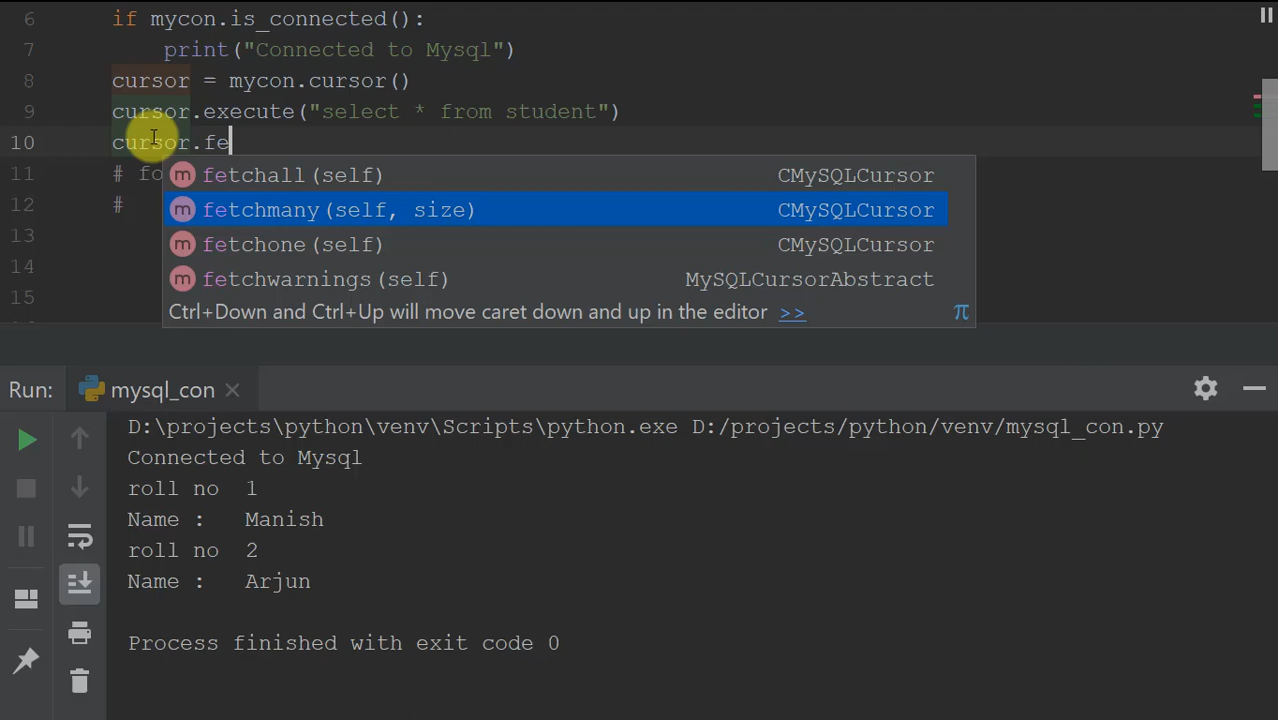 6 if mycon.is_connected():
7 print("Connected to Mysql")
8 cursor = mycon.cursor()
9 cursor.execute("select * from student")
10 cursor.fe
m fetchall(self) CMySQLCursor
11 # fo
m fetchmany(self, size) CMySQLCursor
12 #
13
m fetchone(self) CMySQLCursor
14
m fetchwarnings(self) MySQLCursorAbstract
15
Ctrl+Down and Ctrl+Up will move caret down and up in the editor >> π
Run: mysql_con
D:\projects\python\venv\Scripts\python.exe D:/projects/python/venv/mysql_con.py
Connected to Mysql
roll no 1
Name : Manish
roll no 2
Name : Arjun
Process finished with exit code 0